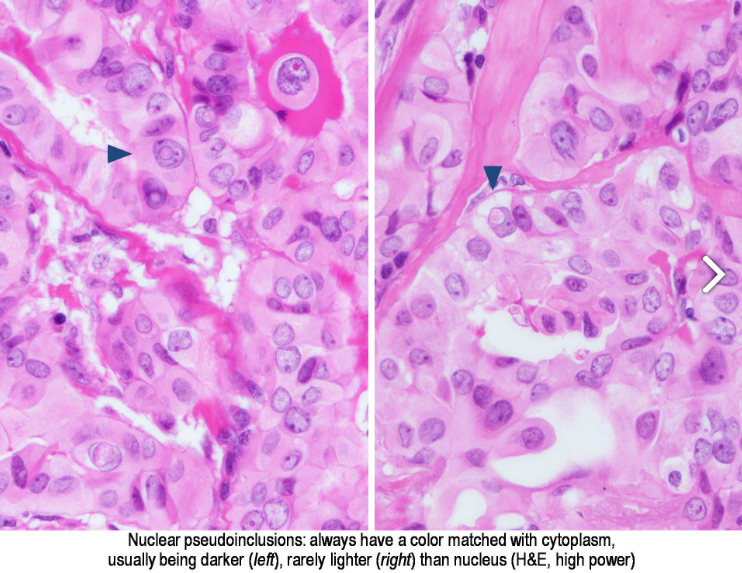 Nuclear pseudoinclusions: always have a color matched with cytoplasm,
usually being darker (left), rarely lighter (right) than nucleus (H&E, high power)